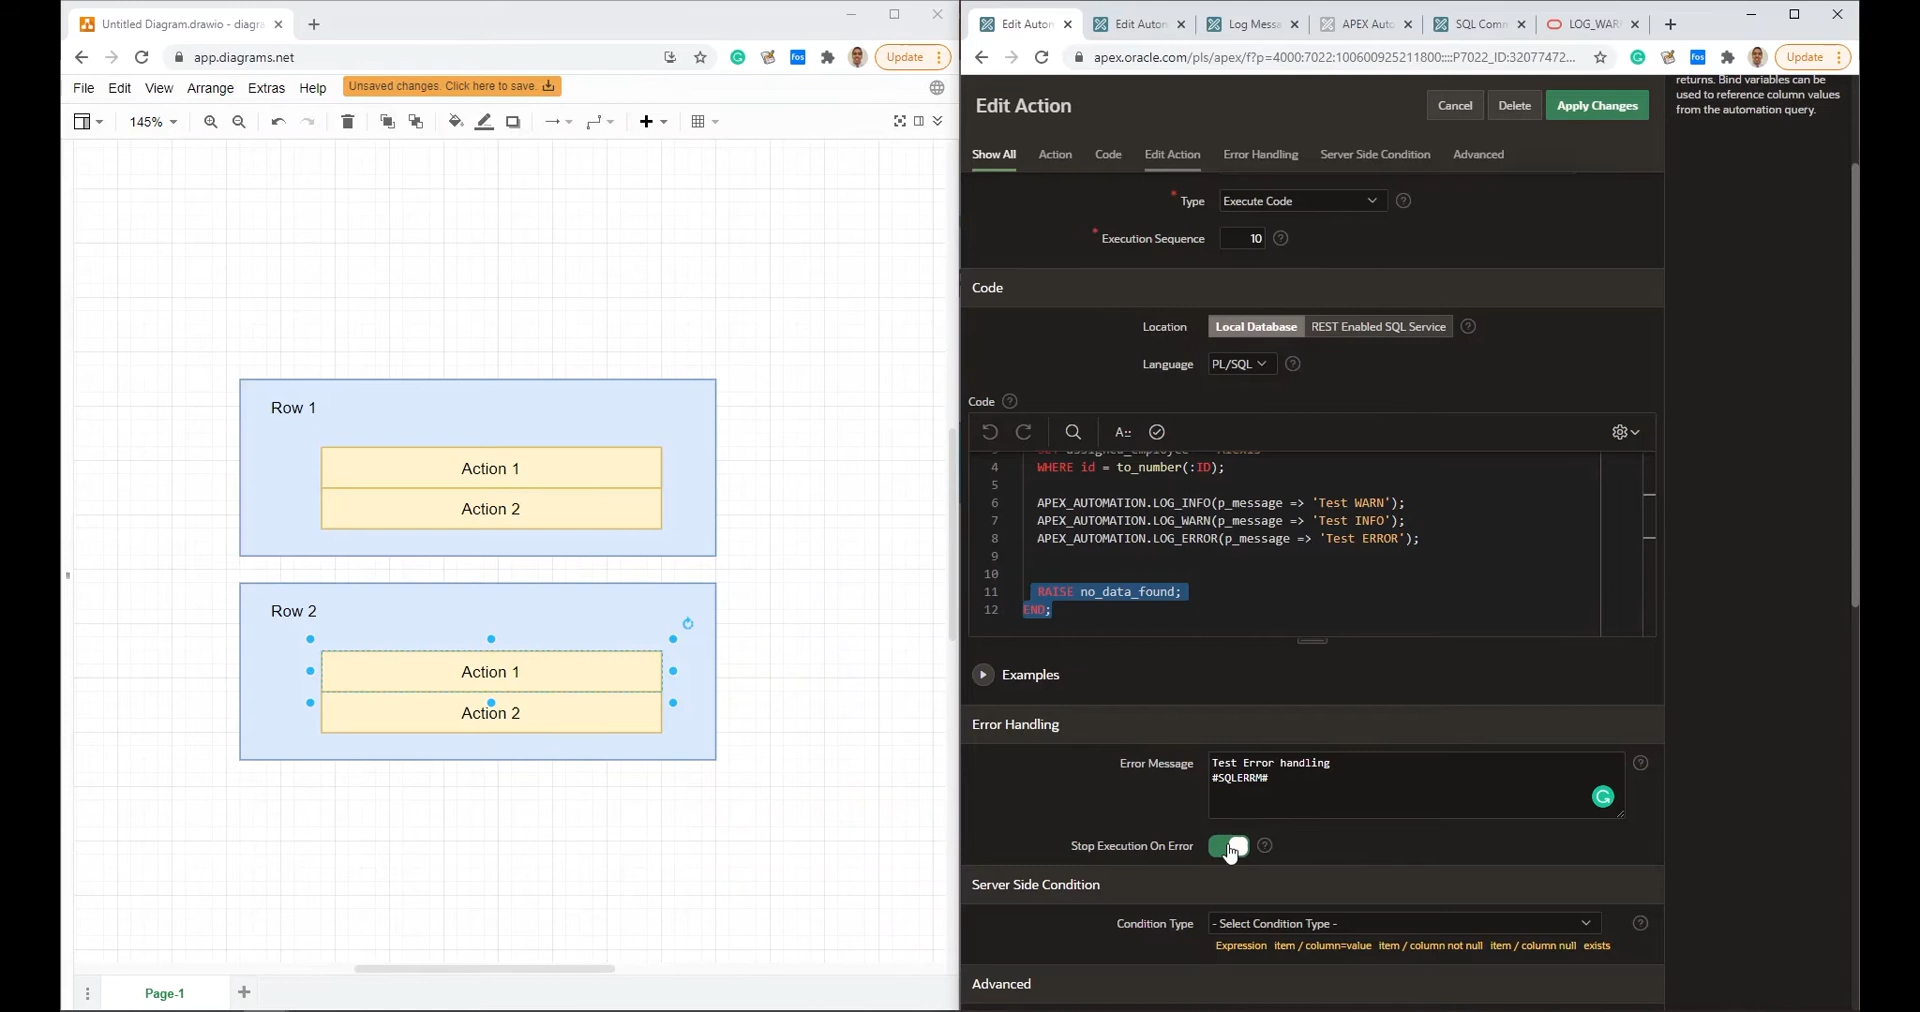 Untitled Diagram.drawio - diagra
app.diagrams.net
Update
File Edit View Arrange Extras Help
Unsaved changes. Click here to save.
145%
Row 1
Action 1
Action 2
Row 2
Action 1
Action 2
Page-1
Edit Auton
Edit Auton
Log Messa
APEX Auto
SQL Comm
LOG_WAR
apex.oracle.com/pls/apex/f?p=4000:7022:100600925211800::::P7022_ID:32077472...
fos
Update
Edit Action
Cancel
Delete
Apply Changes
Show All Action Code Edit Action Error Handling Server Side Condition Advanced
returns. Bind variables can be
used to reference column values
from the automation query.
* Type
Execute Code
* Execution Sequence
10
Code
Location
Local Database
REST Enabled SQL Service
Language
PL/SQL
Code
4 WHERE id = to_number(:ID);
5
6 APEX_AUTOMATION.LOG_INFO(p_message => 'Test WARN');
7 APEX_AUTOMATION.LOG_WARN(p_message => 'Test INFO');
8 APEX_AUTOMATION.LOG_ERROR(p_message => 'Test ERROR');
9
10
11 RAISE no_data_found;
12 END;
Examples
Error Handling
Error Message
Test Error handling
#SQLERRM#
Stop Execution On Error
Server Side Condition
Condition Type
- Select Condition Type -
Expression item / column=value item / column not null item / column null exists
Advanced